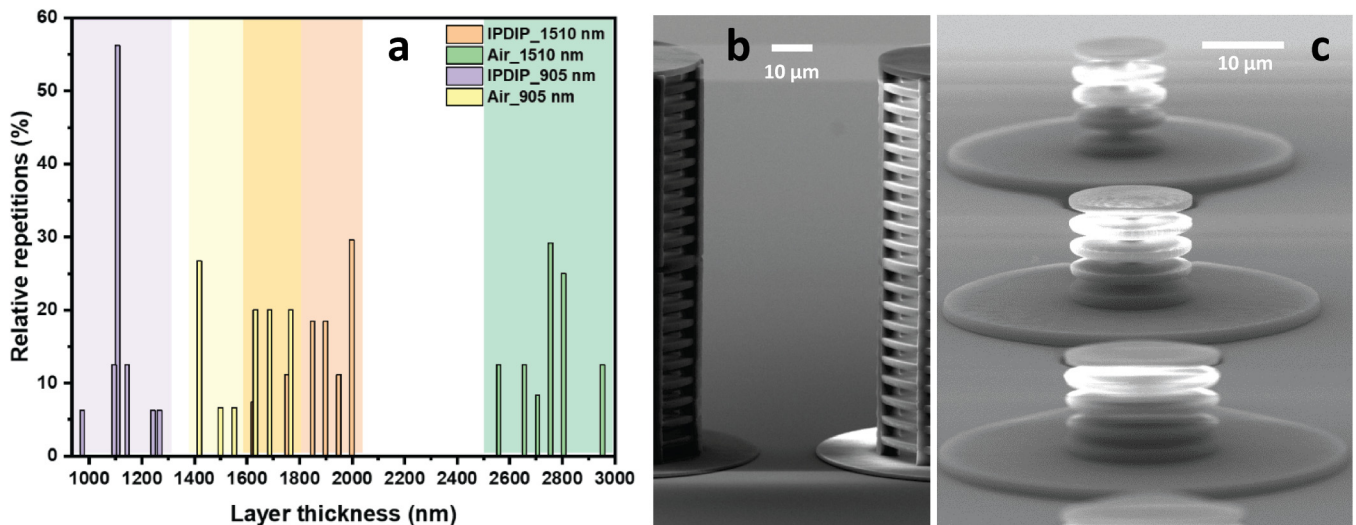 60
50
40
30
20
10
0
Relative repetitions (%)
a
IPDIP_1510 nm
Air_1510 nm
IPDIP_905 nm
Air_905 nm
1000 1200 1400 1600 1800 2000 2200 2400 2600 2800 3000
Layer thickness (nm)
b
10 µm
c
10 µm